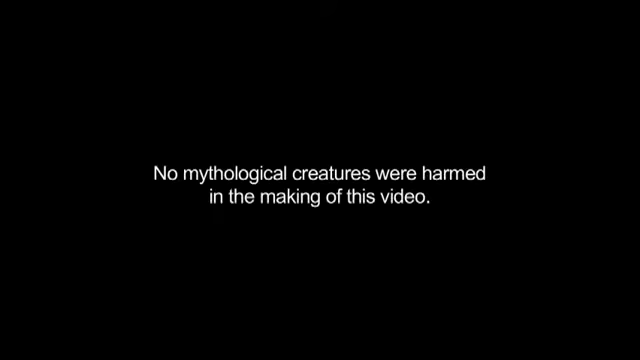 No mythological creatures were harmed
in the making of this video.